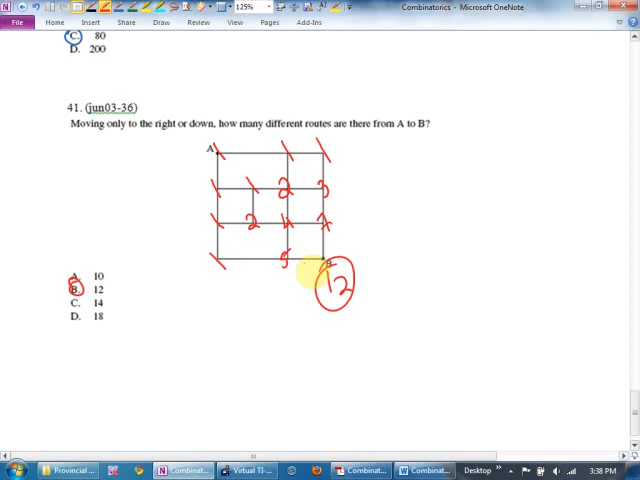 Combinatorics - Microsoft OneNote
125%
File Home Insert Share Draw Review View Pages Add-Ins
C. 80
D. 200
41. (jun03-36)
Moving only to the right or down, how many different routes are there from A to B?
A 1 1 1
1 1 2 3
1 2 4 7
1 5 B
12
A. 10
B. 12
C. 14
D. 18
Provincial Combinat... Virtual TI-... Combinat... Combinat... Desktop 3:38 PM